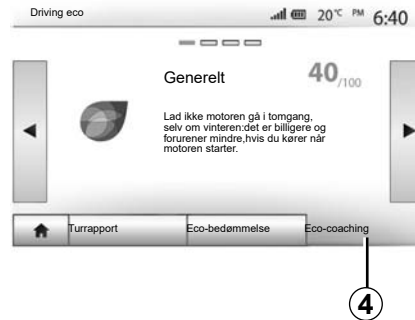 Driving eco 20°C PM 6:40
Generelt 40/100
Lad ikke motoren gå i tomgang,
selv om vinteren:det er billigere og
forurener mindre,hvis du kører når
motoren starter.
Turrapport Eco-bedømmelse Eco-coaching
4